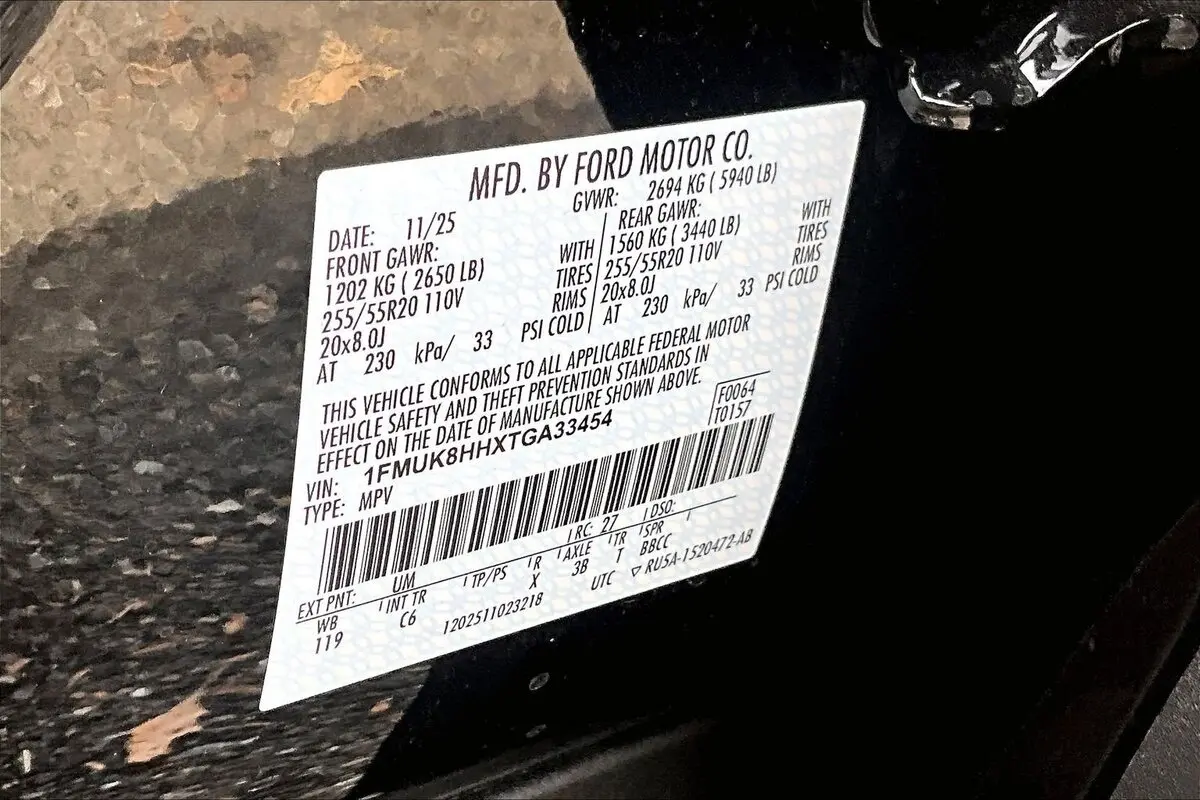 MFD. BY FORD MOTOR CO.
DATE: 11/25 GVWR: 2694 KG ( 5940 LB)
FRONT GAWR: REAR GAWR:
1202 KG ( 2650 LB) WITH 1560 KG ( 3440 LB) WITH
255/55R20 110V TIRES 255/55R20 110V TIRES
20x8.0J RIMS 20x8.0J RIMS
AT 230 kPa/ 33 PSI COLD AT 230 kPa/ 33 PSI COLD
THIS VEHICLE CONFORMS TO ALL APPLICABLE FEDERAL MOTOR
VEHICLE SAFETY AND THEFT PREVENTION STANDARDS IN
EFFECT ON THE DATE OF MANUFACTURE SHOWN ABOVE.
F0064
VIN: 1FMUK8HHXTGA33454 T0157
TYPE: MPV
EXT PNT: UM RC: 27 DSO:
WB INT TR TP/PS R AXLE TR SPR
119 C6 X 3B T BBCC
1202511023218 UTC ▽ RU5A-1520472-AB